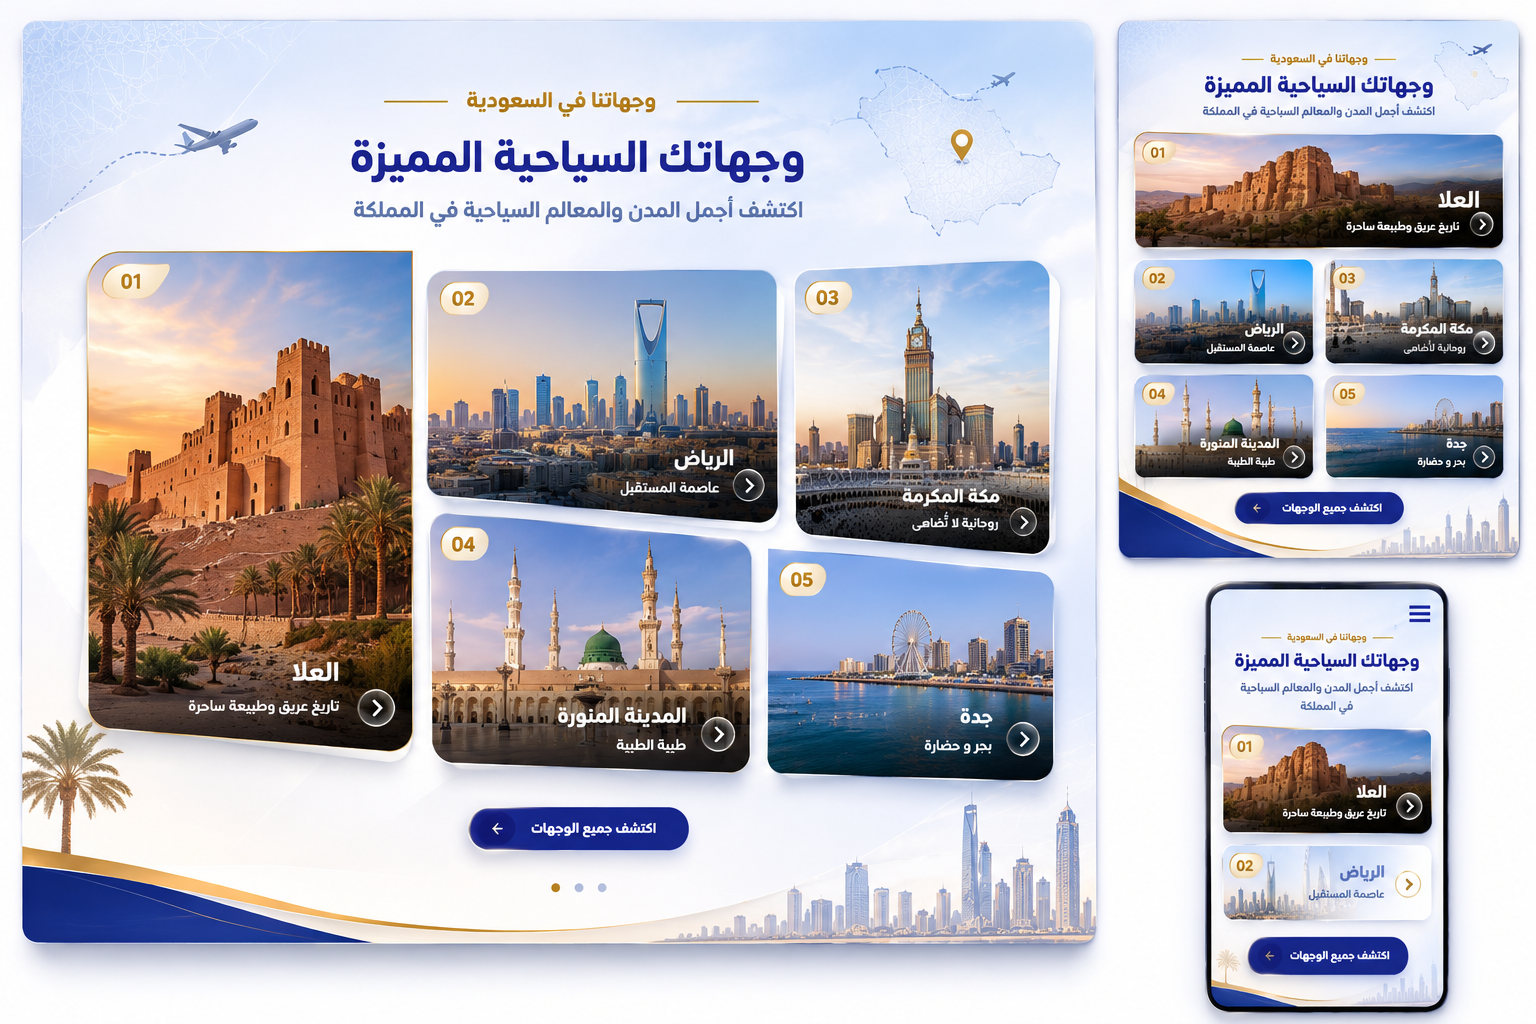 وجهاتنا في السعودية
وجهاتك السياحية المميزة
اكتشف أجمل المدن والمعالم السياحية في المملكة
01
العلا
تاريخ عريق وطبيعة ساحرة
02
الرياض
عاصمة المستقبل
03
مكة المكرمة
روحانية لا تُضاهى
04
المدينة المنورة
طيبة الطيبة
05
جدة
بحر و حضارة
اكتشف جميع الوجهات
وجهاتنا في السعودية
وجهاتك السياحية المميزة
اكتشف أجمل المدن والمعالم السياحية في المملكة
01
العلا
تاريخ عريق وطبيعة ساحرة
02
الرياض
عاصمة المستقبل
03
مكة المكرمة
روحانية لأضاهى
04
المدينة المنورة
طيبة الطيبة
05
جدة
بحر و حضارة
اكتشف جميع الوجهات
وجهاتنا في السعودية
وجهاتك السياحية المميزة
اكتشف أجمل المدن والمعالم السياحية
في المملكة
01
العلا
تاريخ عريق وطبيعة ساحرة
02
الرياض
عاصمة المستقبل
اكتشف جميع الوجهات